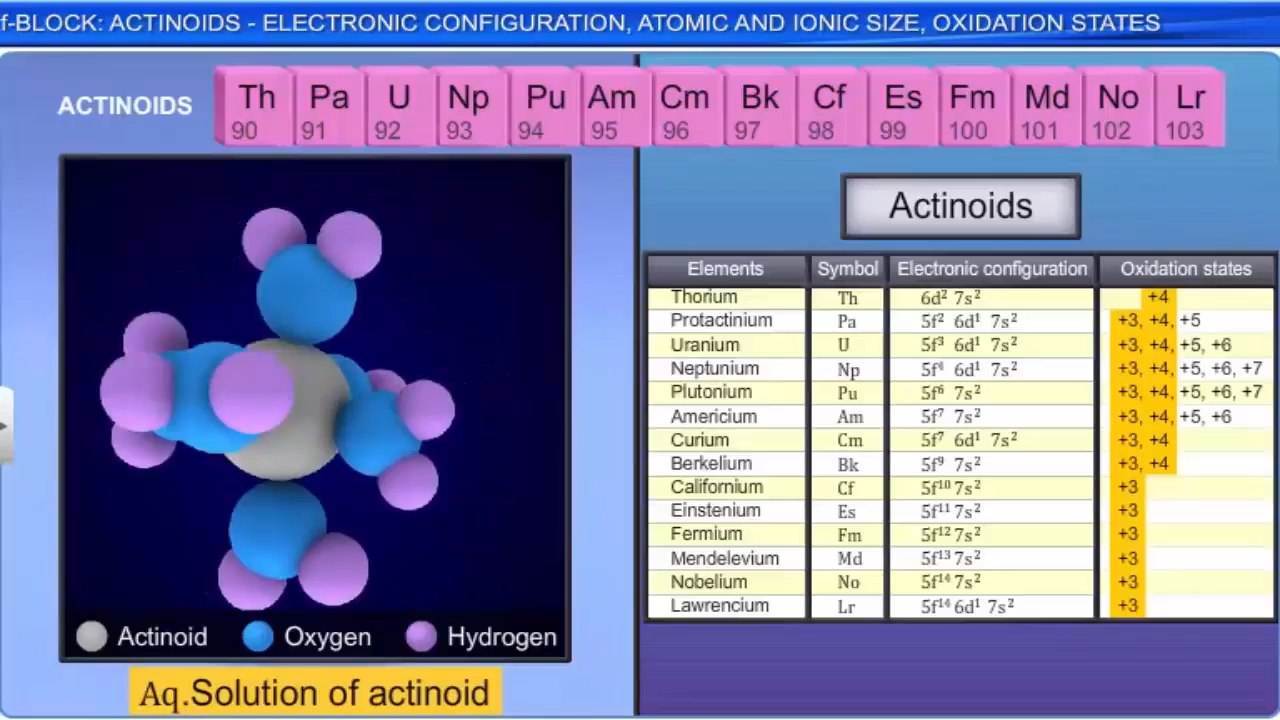 f-BLOCK: ACTINOIDS - ELECTRONIC CONFIGURATION, ATOMIC AND IONIC SIZE, OXIDATION STATES
ACTINOIDS Th Pa U Np Pu Am Cm Bk Cf Es Fm Md No Lr
90 91 92 93 94 95 96 97 98 99 100 101 102 103
Actinoids
Elements Symbol Electronic configuration Oxidation states
Thorium Th 6d² 7s² +4
Protactinium Pa 5f² 6d¹ 7s² +3, +4, +5
Uranium U 5f³ 6d¹ 7s² +3, +4, +5, +6
Neptunium Np 5f⁴ 6d¹ 7s² +3, +4, +5, +6, +7
Plutonium Pu 5f⁶ 7s² +3, +4, +5, +6, +7
Americium Am 5f⁷ 7s² +3, +4, +5, +6
Curium Cm 5f⁷ 6d¹ 7s² +3, +4
Berkelium Bk 5f⁹ 7s² +3, +4
Californium Cf 5f¹⁰ 7s² +3
Einstenium Es 5f¹¹ 7s² +3
Fermium Fm 5f¹² 7s² +3
Mendelevium Md 5f¹³ 7s² +3
Nobelium No 5f¹⁴ 7s² +3
Lawrencium Lr 5f¹⁴ 6d¹ 7s² +3
Actinoid Oxygen Hydrogen
Aq.Solution of actinoid